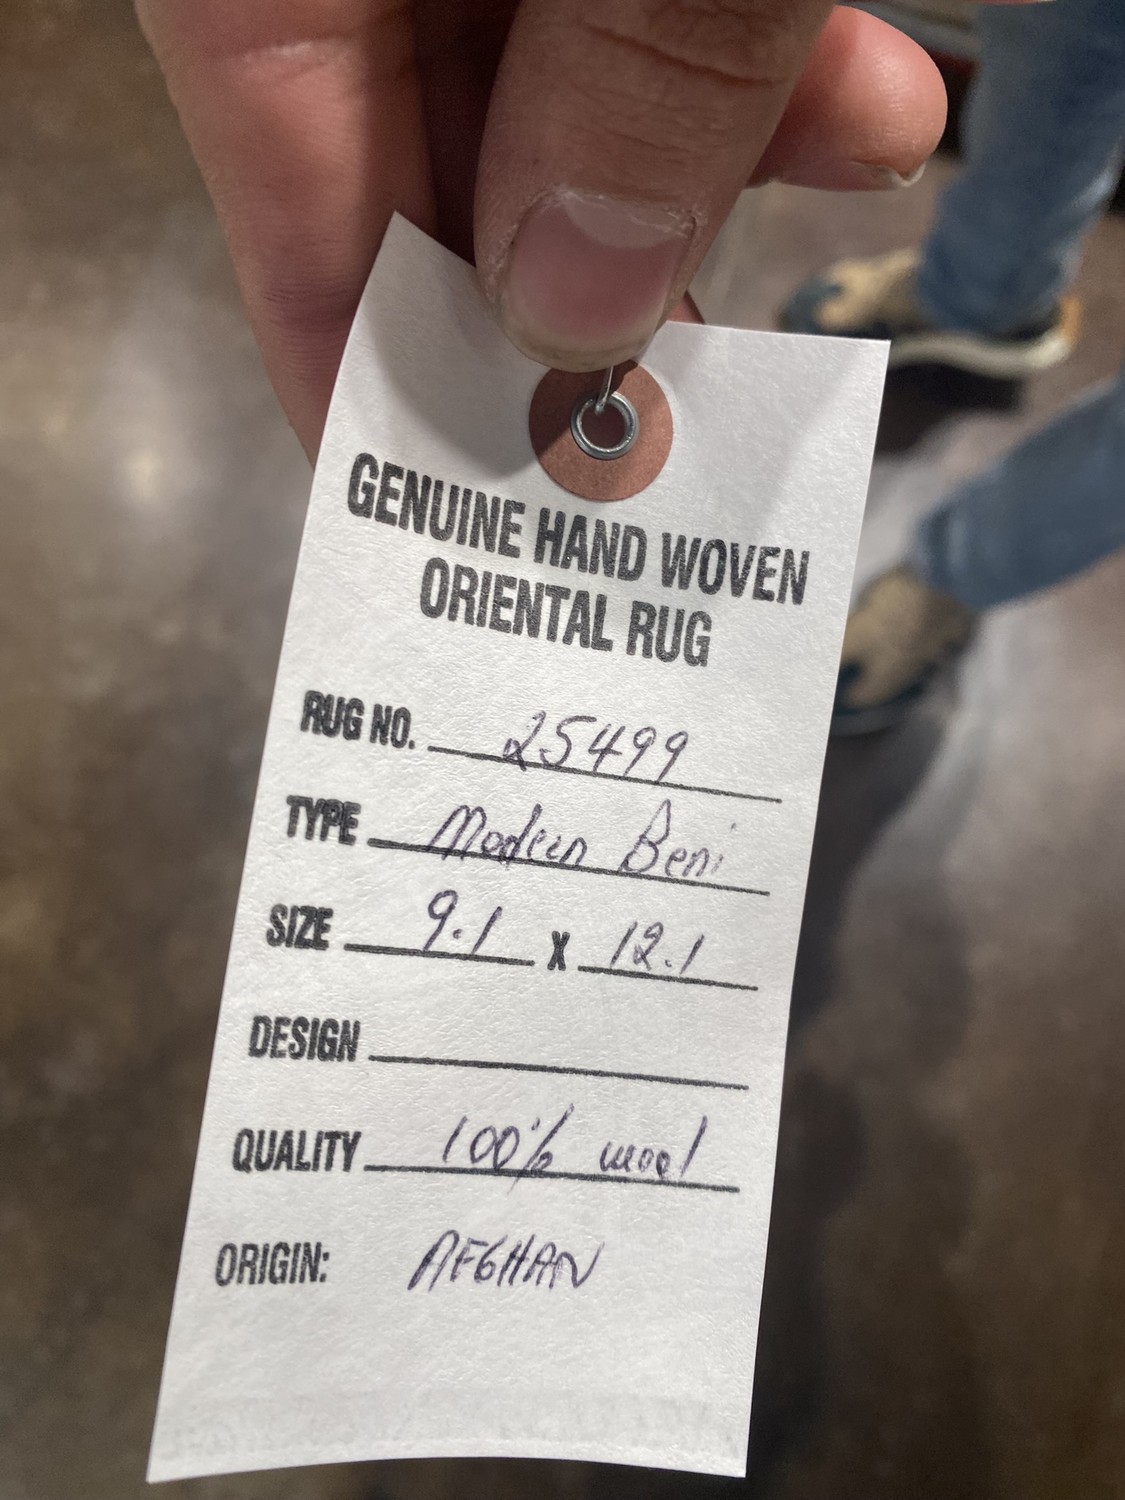 GENUINE HAND WOVEN
ORIENTAL RUG
RUG NO. 25499
TYPE Modern Beni
SIZE 9.1 X 12.1
DESIGN
QUALITY 100% wool
ORIGIN: AFGHAN